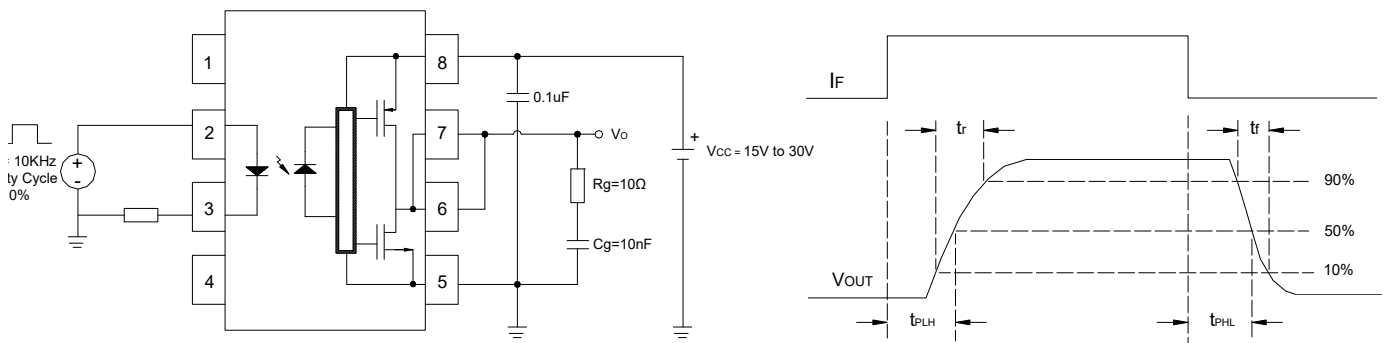 1
2
3
4
8
7
6
5
+
-
= 10KHz
ty Cycle
0%
0.1uF
VO
Rg=10Ω
Cg=10nF
+
VCC = 15V to 30V
IF
tr
tf
90%
50%
10%
VOUT
tPLH
tPHL